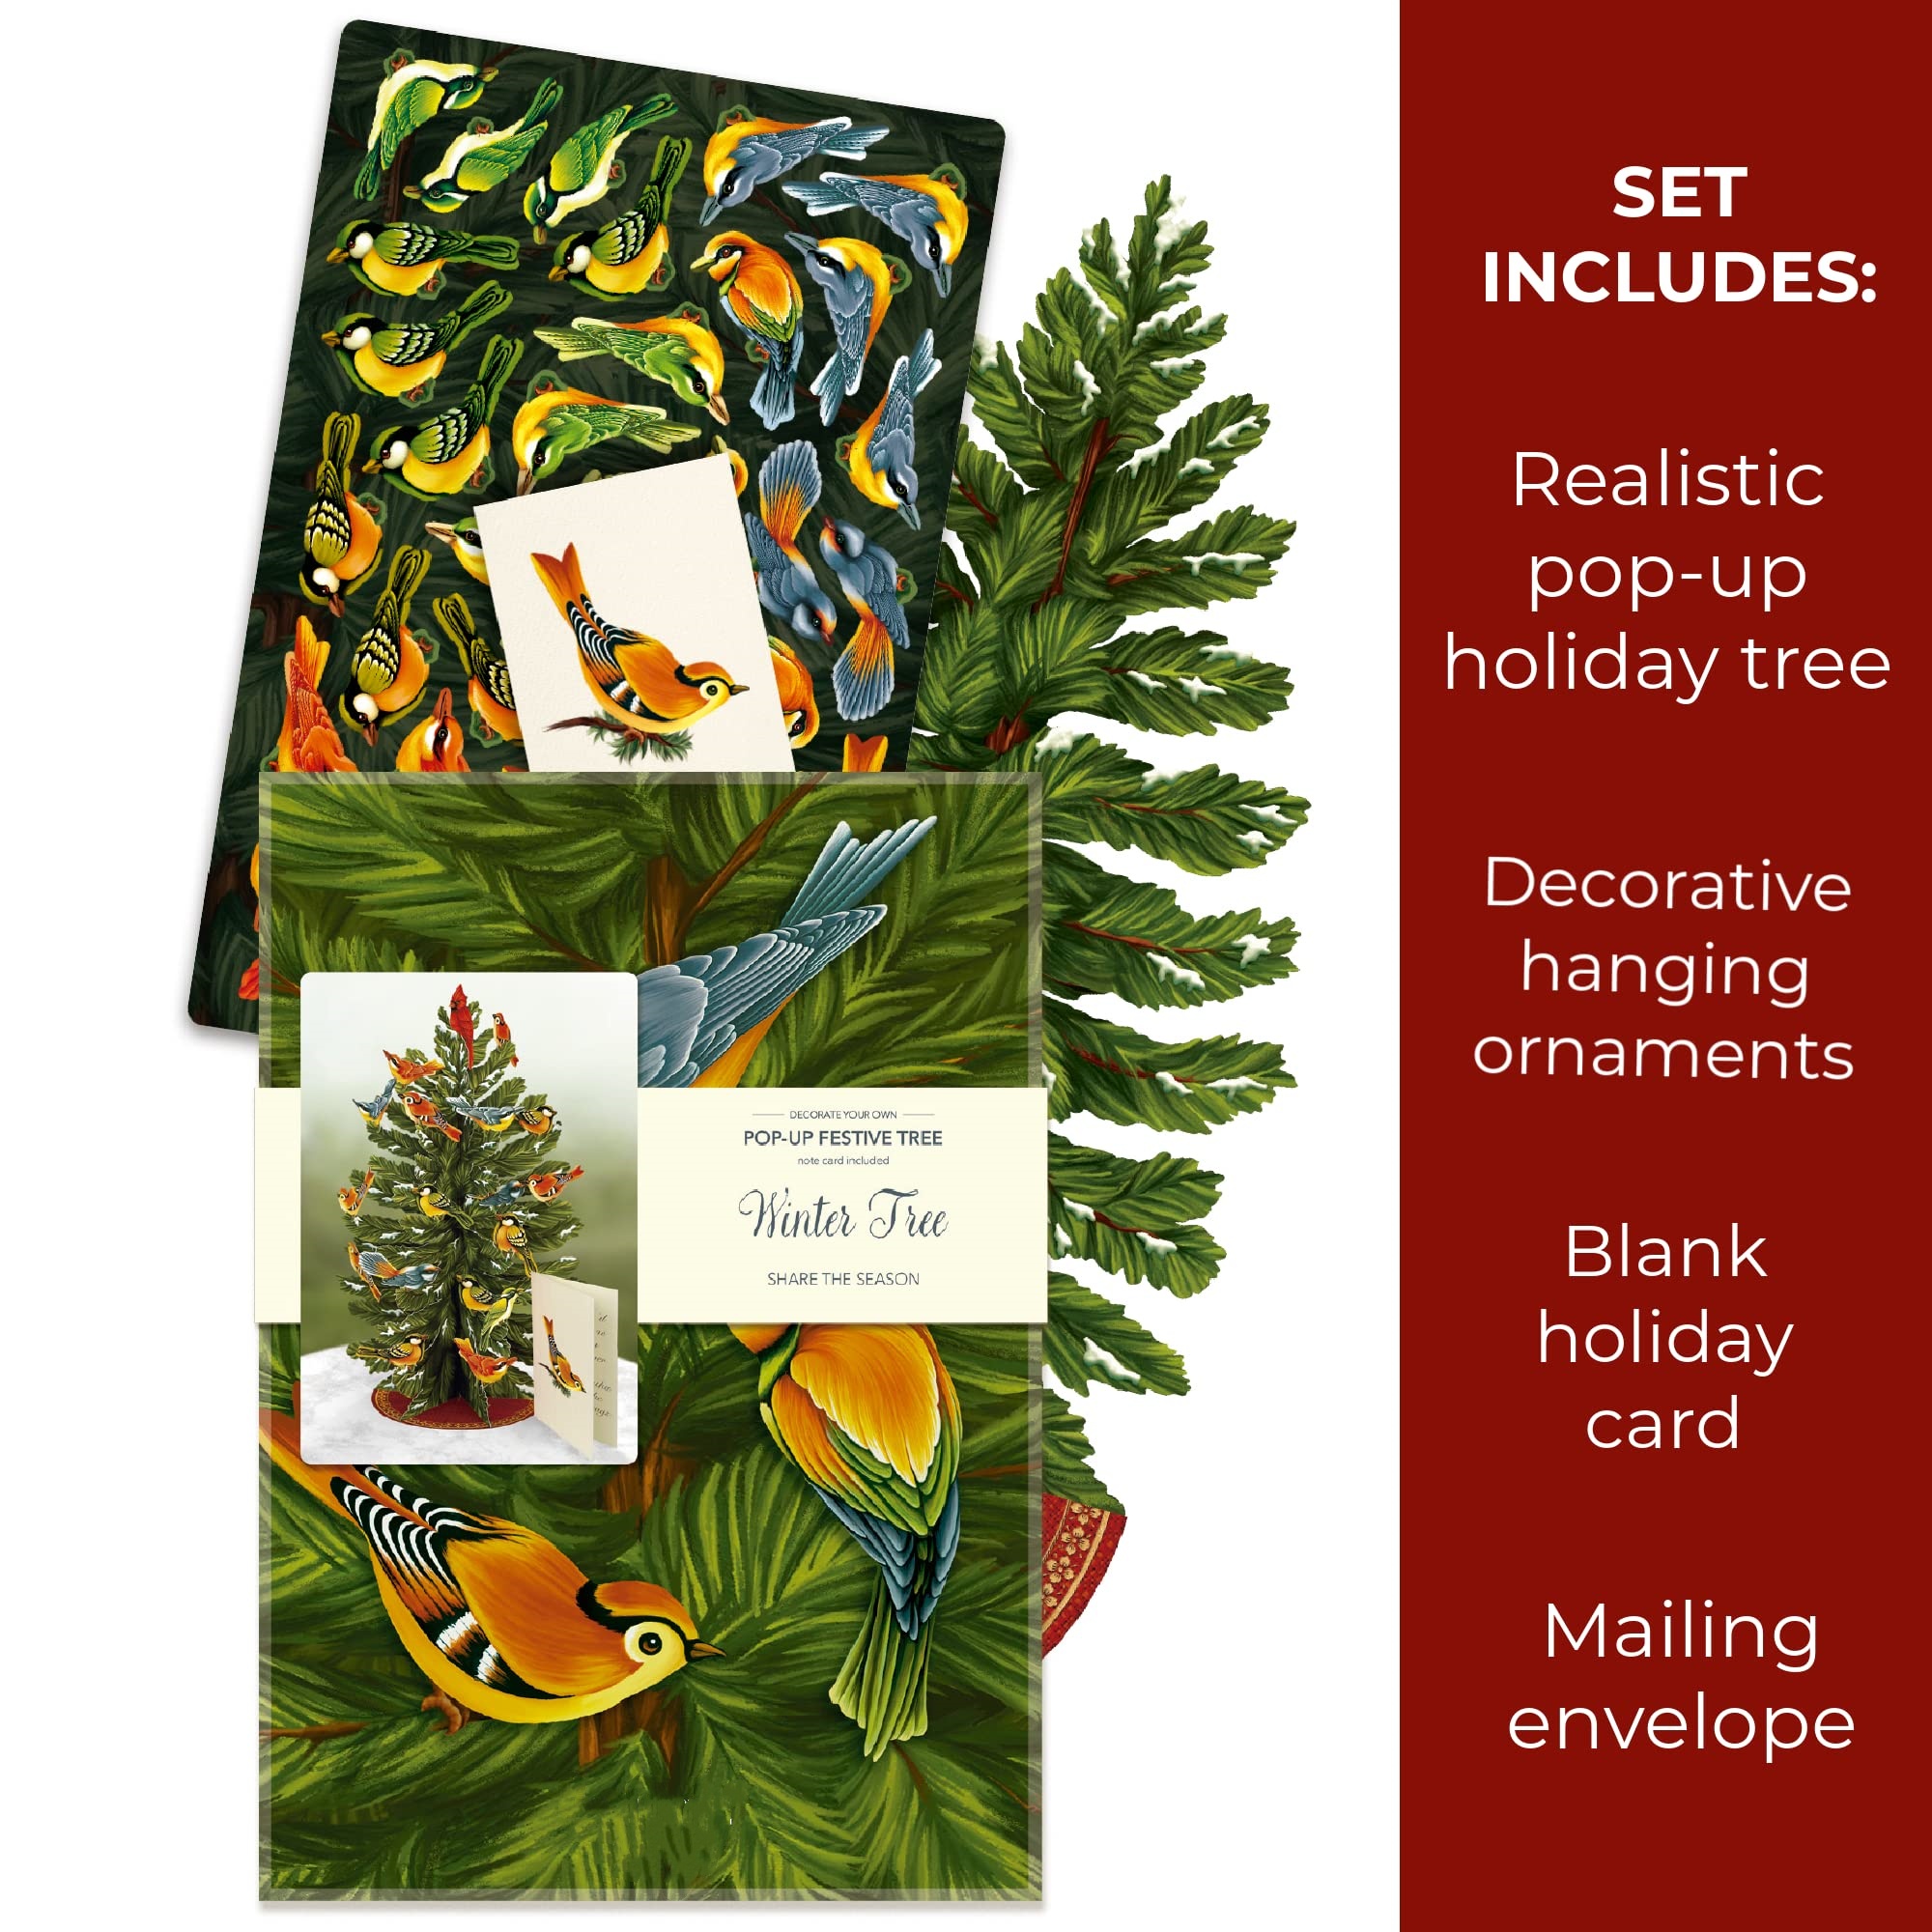 SET
INCLUDES:
Realistic
pop-up
holiday tree
Decorative
hanging
ornaments
Blank
holiday
card
Mailing
envelope
DECORATE YOUR OWN
POP-UP FESTIVE TREE
note card included
Winter Tree
SHARE THE SEASON